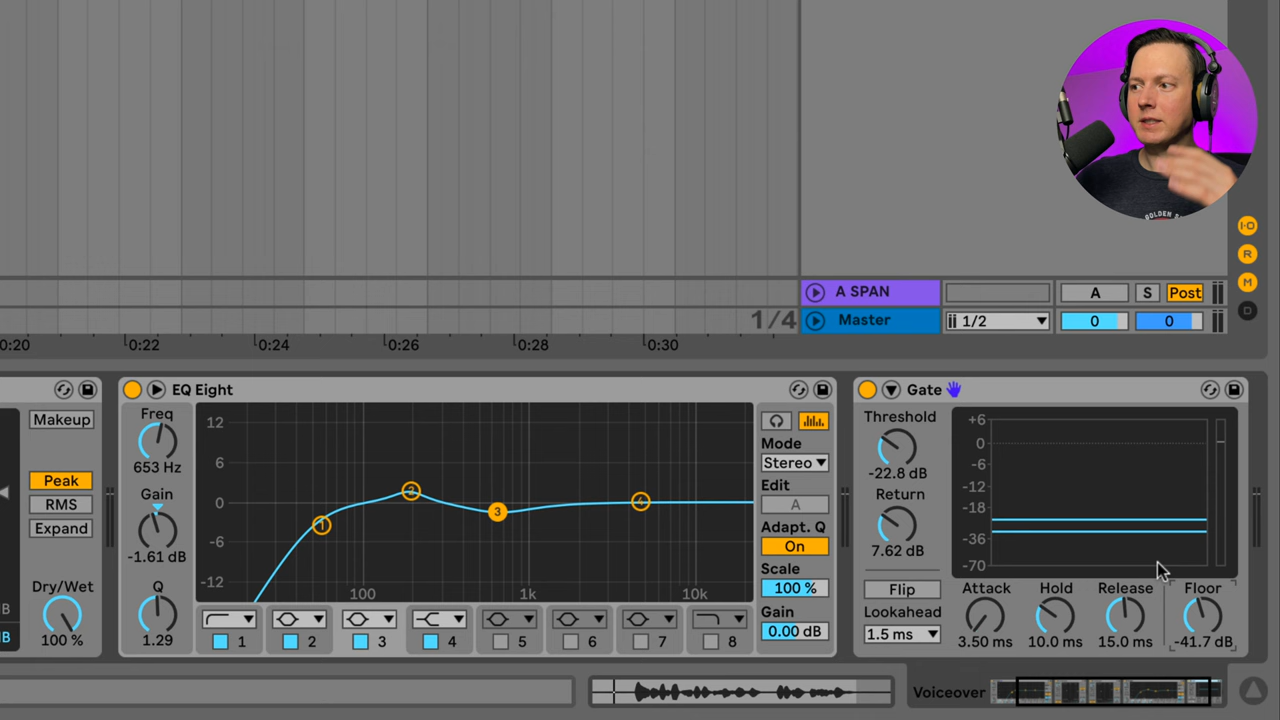 GOLDEN
I·O
R
M
D
A SPAN
A
S
Post
1/4
Master
1/2
0
0
0:20
0:22
0:24
0:26
0:28
0:30
Makeup
Peak
RMS
Expand
Dry/Wet
100 %
EQ Eight
Freq
653 Hz
Gain
-1.61 dB
Q
1.29
12
6
0
-6
-12
100
1k
10k
1
2
3
4
1
2
3
4
5
6
7
8
Mode
Stereo
Edit
A
Adapt. Q
On
Scale
100 %
Gain
0.00 dB
Gate
Threshold
-22.8 dB
Return
7.62 dB
Flip
Lookahead
1.5 ms
+6
0
-6
-12
-18
-36
-70
Attack
3.50 ms
Hold
10.0 ms
Release
15.0 ms
Floor
-41.7 dB
Voiceover